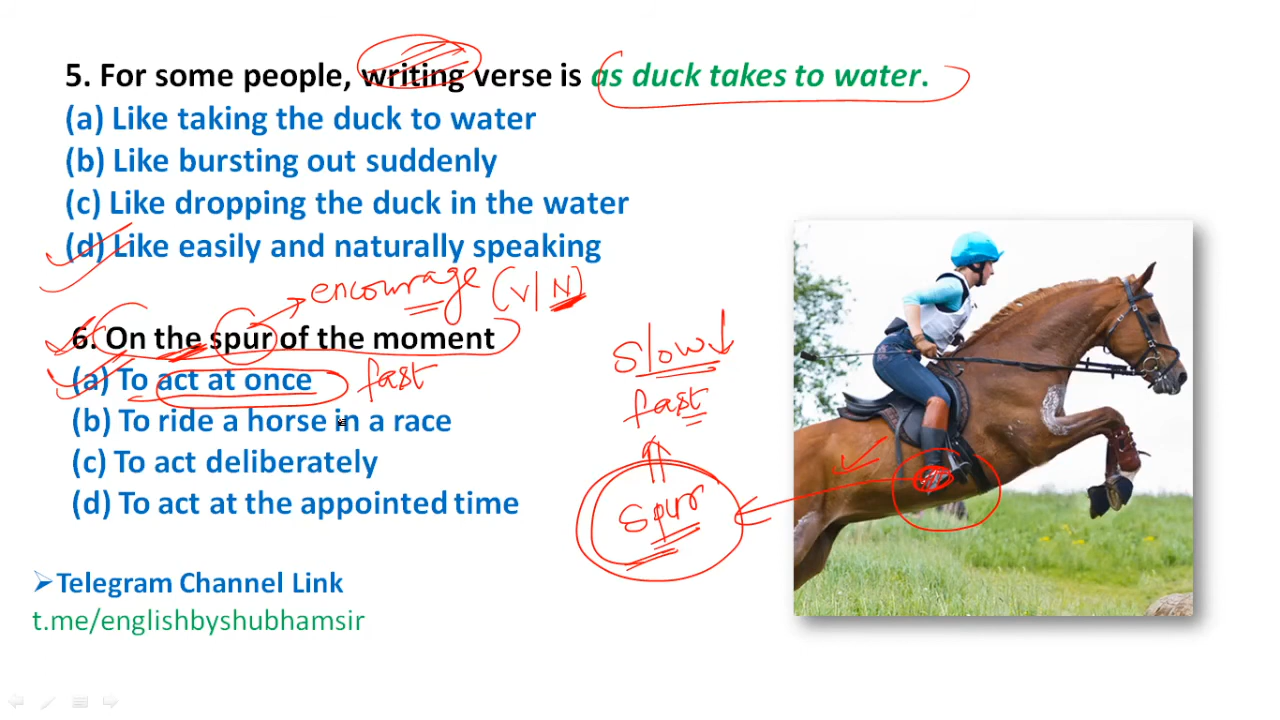 5. For some people, writing verse is as duck takes to water.
(a) Like taking the duck to water
(b) Like bursting out suddenly
(c) Like dropping the duck in the water
(d) Like easily and naturally speaking
encourage (V/N)
6. On the spur of the moment
(a) To act at once fast
(b) To ride a horse in a race
(c) To act deliberately
(d) To act at the appointed time
Slow
fast
Spur
➢Telegram Channel Link
t.me/englishbyshubhamsir